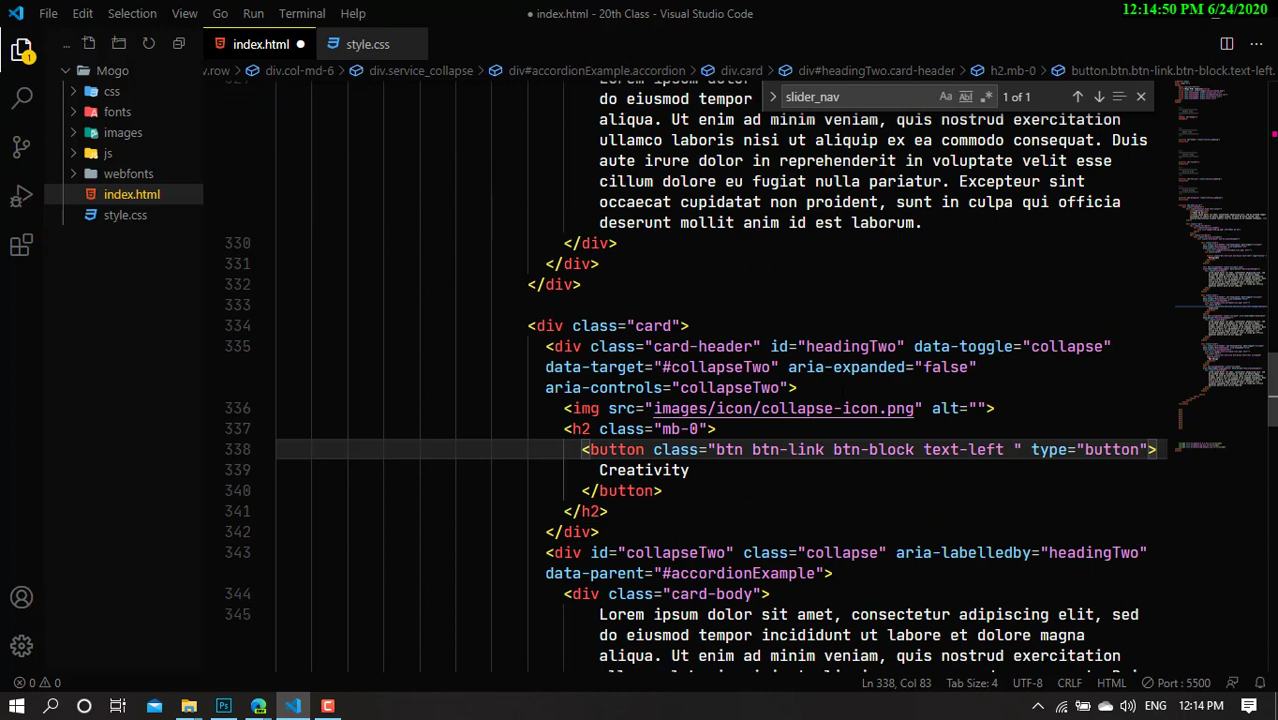 12:14:50 PM 6/24/2020
File Edit Selection View Go Run Terminal Help
● index.html - 20th Class - Visual Studio Code
... index.html ● style.css
Mogo
css
fonts
images
js
webfonts
index.html
style.css
v.row > div.col-md-6 > div.service_collapse > div#accordionExample.accordion > div.card > div#headingTwo.card-header > h2.mb-0 > button.btn.btn-link.btn-block.text-left.
slider_nav Aa Abl .* 1 of 1
do eiusmod tempor
aliqua. Ut enim ad minim veniam, quis nostrud exercitation
ullamco laboris nisi ut aliquip ex ea commodo consequat. Duis
aute irure dolor in reprehenderit in voluptate velit esse
cillum dolore eu fugiat nulla pariatur. Excepteur sint
occaecat cupidatat non proident, sunt in culpa qui officia
deserunt mollit anim id est laborum.
330 </div>
331 </div>
332 </div>
333
334 <div class="card">
335 <div class="card-header" id="headingTwo" data-toggle="collapse"
data-target="#collapseTwo" aria-expanded="false"
aria-controls="collapseTwo">
336 <img src="images/icon/collapse-icon.png" alt="">
337 <h2 class="mb-0">
338 <button class="btn btn-link btn-block text-left " type="button">
339 Creativity
340 </button>
341 </h2>
342 </div>
343 <div id="collapseTwo" class="collapse" aria-labelledby="headingTwo"
data-parent="#accordionExample">
344 <div class="card-body">
345 Lorem ipsum dolor sit amet, consectetur adipiscing elit, sed
do eiusmod tempor incididunt ut labore et dolore magna
aliqua. Ut enim ad minim veniam, quis nostrud exercitation
0 0 Ln 338, Col 83 Tab Size: 4 UTF-8 CRLF HTML Port : 5500
Ps C ENG 12:14 PM